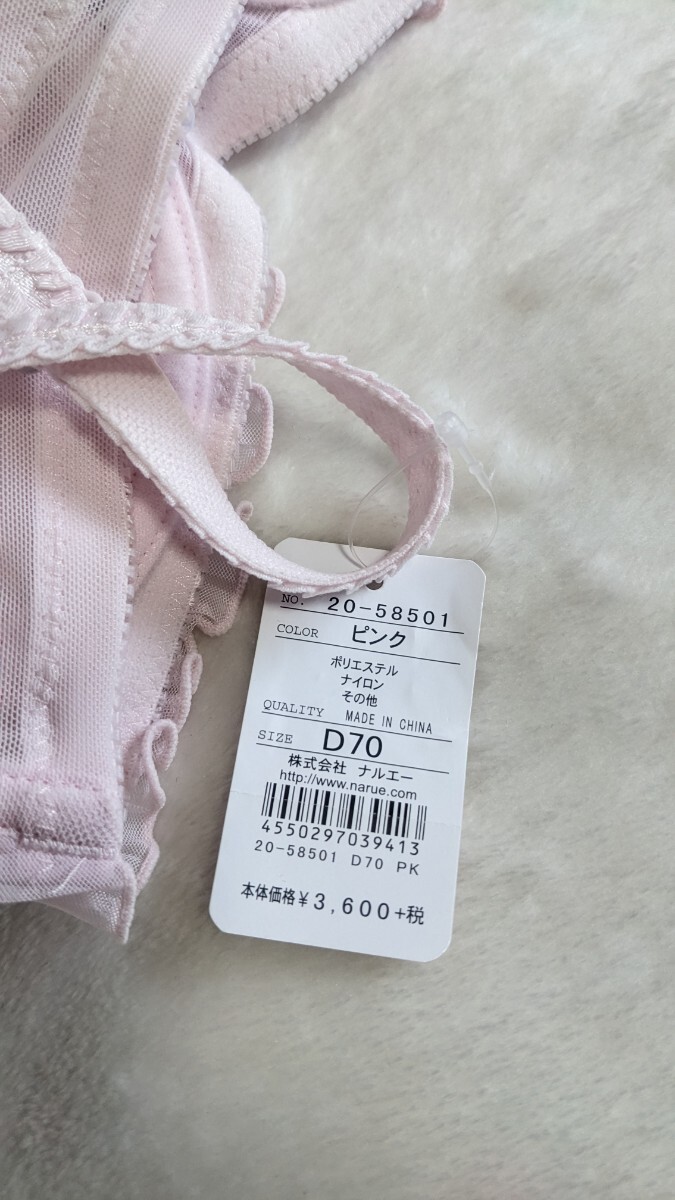 NO. 20-58501
COLOR ピンク
ポリエステル
ナイロン
その他
QUALITY MADE IN CHINA
SIZE D70
株式会社 ナルエー
http://www.narue.com
4550297039413
20-58501 D70 PK
本体価格¥3,600+税